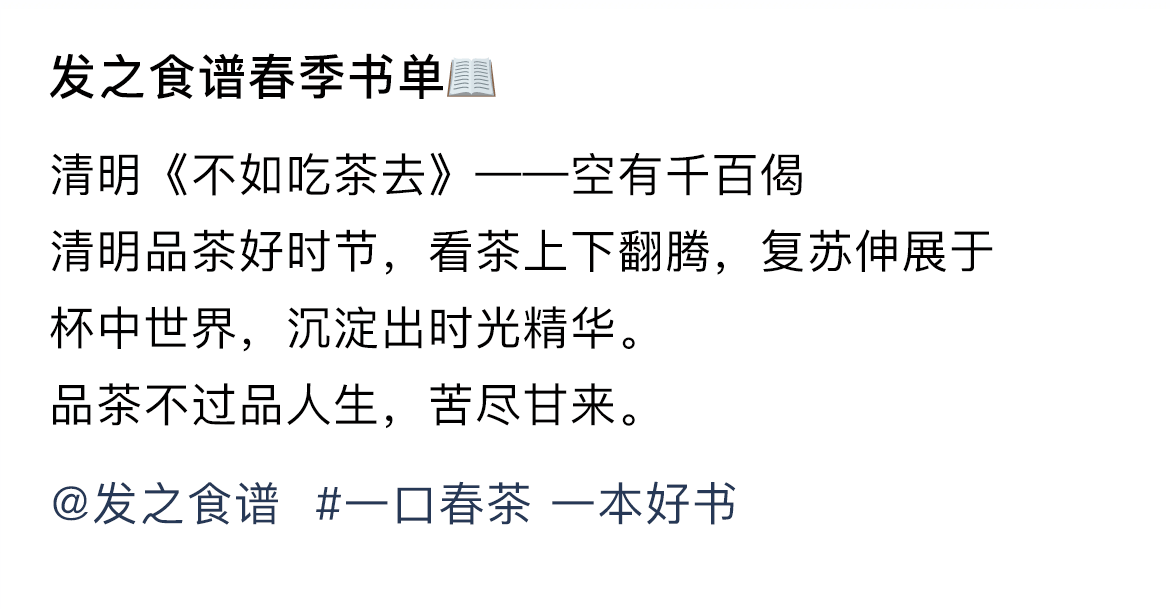 发之食谱春季书单📖
清明《不如吃茶去》——空有千百偈
清明品茶好时节，看茶上下翻腾，复苏伸展于
杯中世界，沉淀出时光精华。
品茶不过品人生，苦尽甘来。
@发之食谱 #一口春茶 一本好书